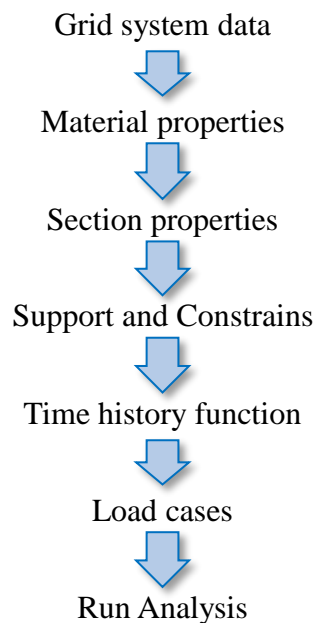 Grid system data
Material properties
Section properties
Support and Constrains
Time history function
Load cases
Run Analysis